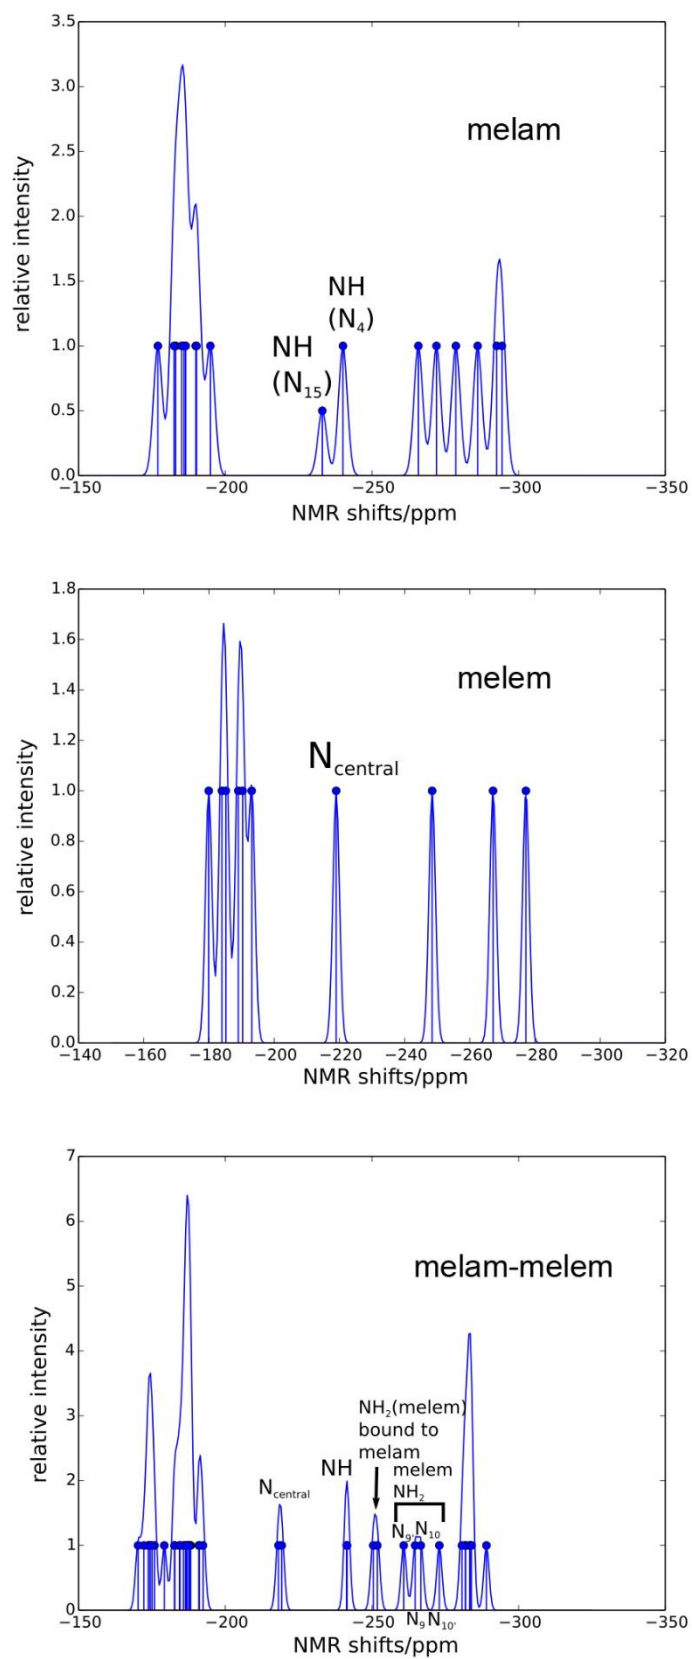 3.5
3.0
2.5
2.0
1.5
1.0
0.5
0.0
relative intensity
melam
NH
(N4)
NH
(N15)
−150 −200 −250 −300 −350
NMR shifts/ppm
1.8
1.6
1.4
1.2
1.0
0.8
0.6
0.4
0.2
0.0
relative intensity
melem
Ncentral
−140 −160 −180 −200 −220 −240 −260 −280 −300 −320
NMR shifts/ppm
7
6
5
4
3
2
1
0
relative intensity
melam-melem
NH2(melem)
bound to
melam
melem
NH2
NH
Ncentral
N9' N10
N9 N10'
−150 −200 −250 −300 −350
NMR shifts/ppm